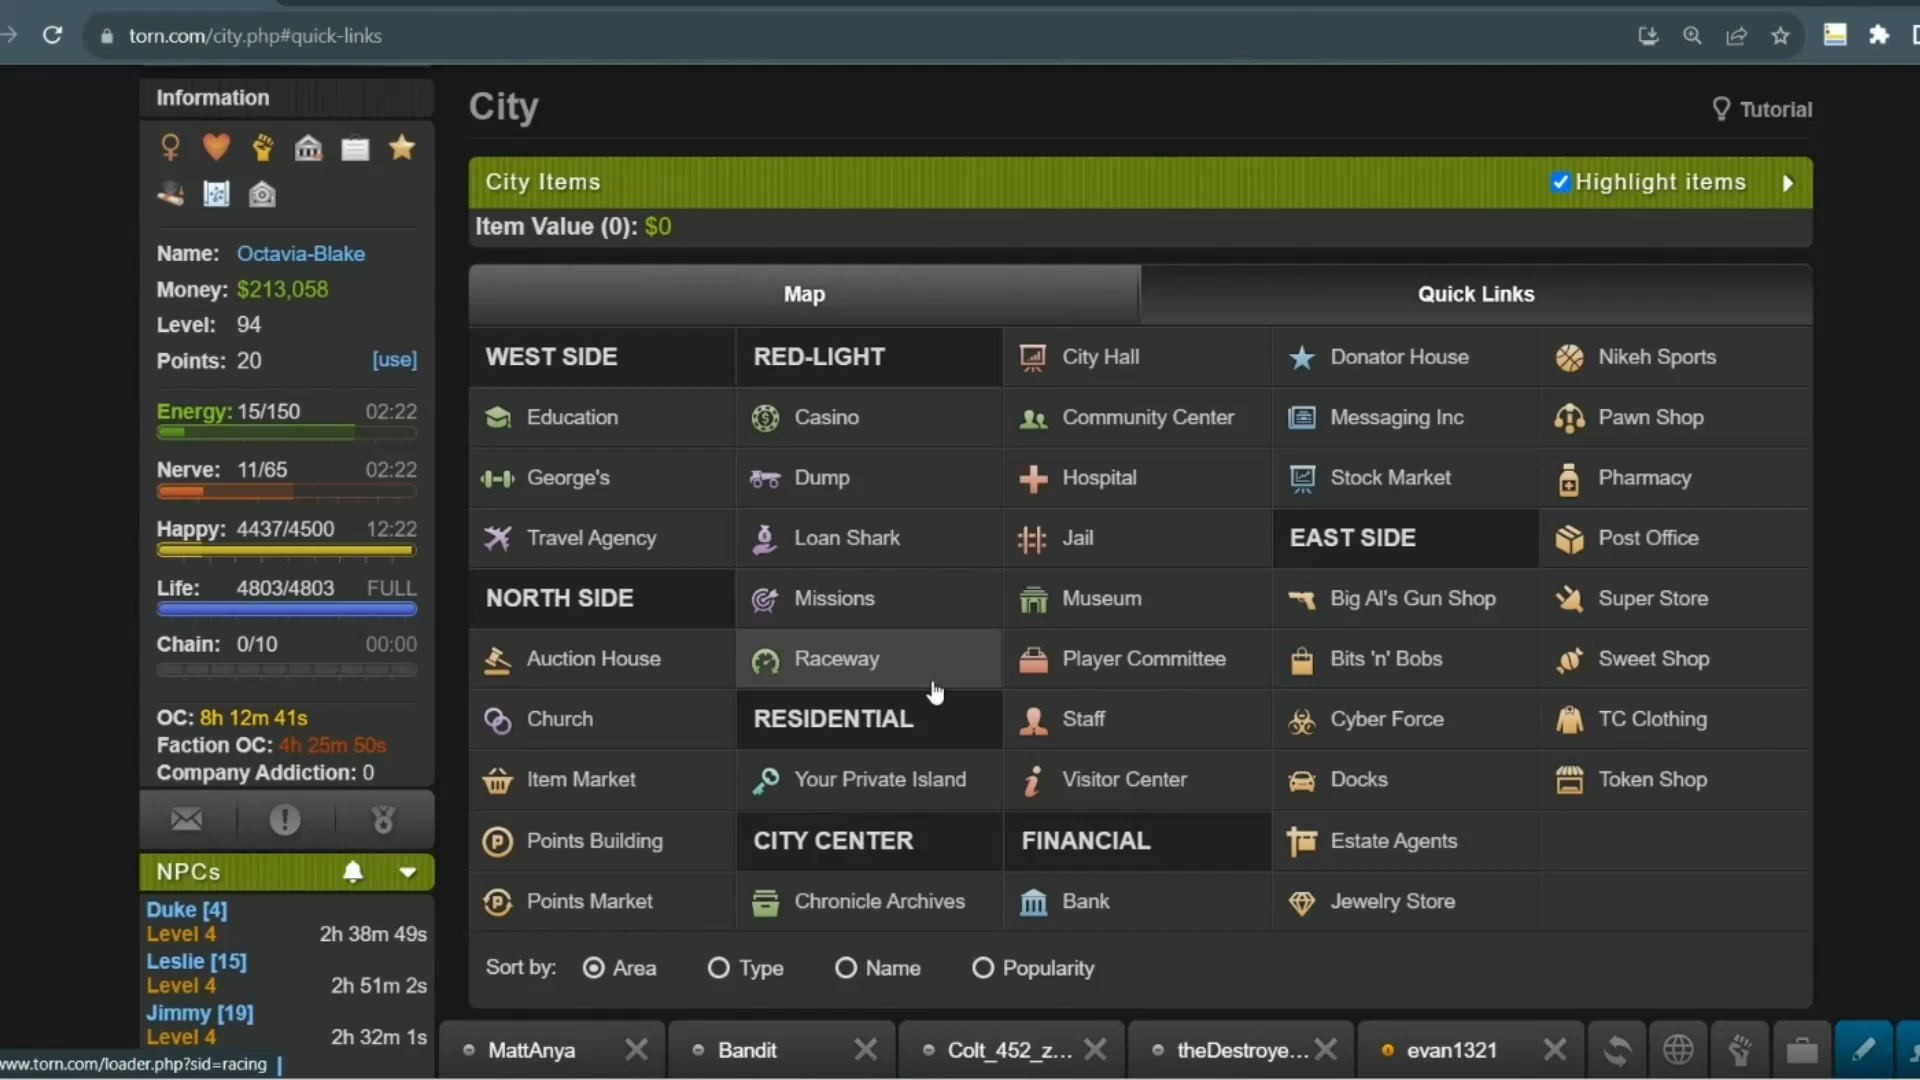 torn.com/city.php#quick-links
Information
Name: Octavia-Blake
Money: $213,058
Level: 94
Points: 20 [use]
Energy: 15/150 02:22
Nerve: 11/65 02:22
Happy: 4437/4500 12:22
Life: 4803/4803 FULL
Chain: 0/10 00:00
OC: 8h 12m 41s
Faction OC: 4h 25m 50s
Company Addiction: 0
NPCs
Duke [4]
Level 4 2h 38m 49s
Leslie [15]
Level 4 2h 51m 2s
Jimmy [19]
Level 4 2h 32m 1s
www.torn.com/loader.php?sid=racing
City
Tutorial
City Items
Highlight items
Item Value (0): $0
Map
Quick Links
WEST SIDE
Education
George's
Travel Agency
NORTH SIDE
Auction House
Church
Item Market
Points Building
Points Market
RED-LIGHT
Casino
Dump
Loan Shark
Missions
Raceway
RESIDENTIAL
Your Private Island
CITY CENTER
Chronicle Archives
City Hall
Community Center
Hospital
Jail
Museum
Player Committee
Staff
Visitor Center
FINANCIAL
Bank
Donator House
Messaging Inc
Stock Market
EAST SIDE
Big Al's Gun Shop
Bits 'n' Bobs
Cyber Force
Docks
Estate Agents
Jewelry Store
Nikeh Sports
Pawn Shop
Pharmacy
Post Office
Super Store
Sweet Shop
TC Clothing
Token Shop
Sort by: Area Type Name Popularity
MattAnya
Bandit
Colt_452_z...
theDestroye...
evan1321